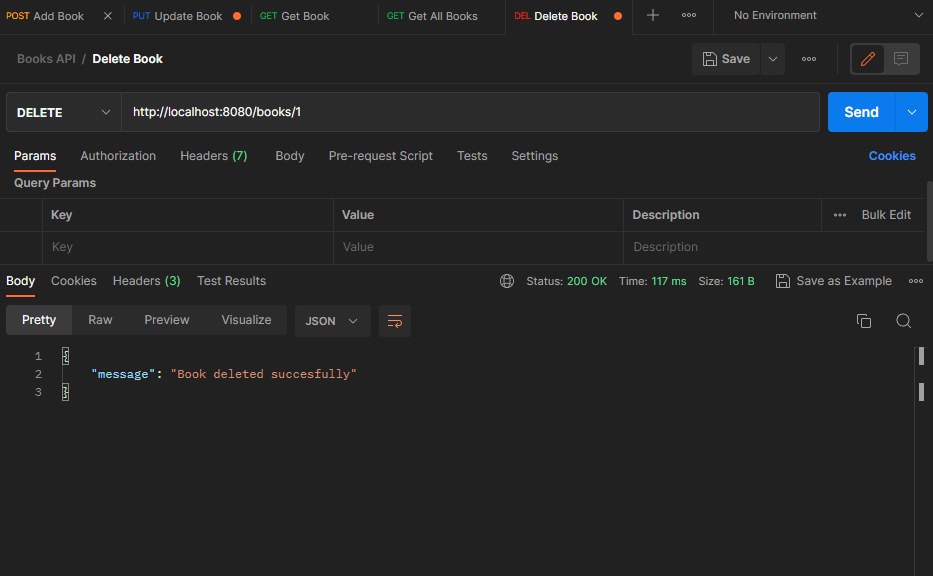 POST Add Book PUT Update Book GET Get Book GET Get All Books DEL Delete Book No Environment
Books API / Delete Book Save
DELETE http://localhost:8080/books/1 Send
Params Authorization Headers (7) Body Pre-request Script Tests Settings Cookies
Query Params
Key Value Description Bulk Edit
Key Value Description
Body Cookies Headers (3) Test Results Status: 200 OK Time: 117 ms Size: 161 B Save as Example
Pretty Raw Preview Visualize JSON
1 {
2 "message": "Book deleted succesfully"
3 }